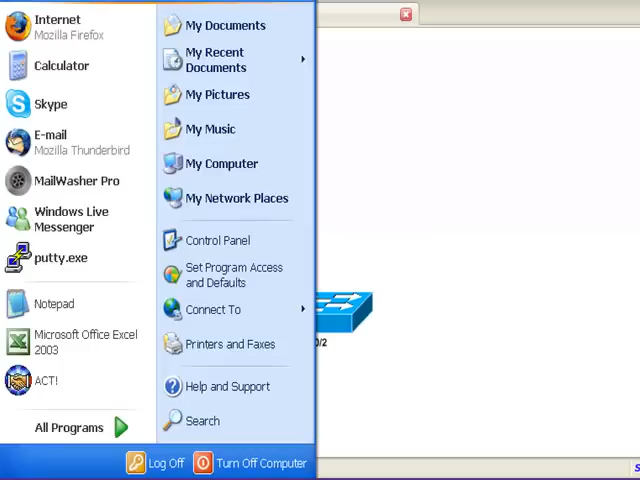 Internet
Mozilla Firefox
Calculator
Skype
E-mail
Mozilla Thunderbird
MailWasher Pro
Windows Live
Messenger
putty.exe
Notepad
Microsoft Office Excel
2003
ACT!
All Programs
My Documents
My Recent
Documents
My Pictures
My Music
My Computer
My Network Places
Control Panel
Set Program Access
and Defaults
Connect To
Printers and Faxes
Help and Support
Search
Log Off
Turn Off Computer
0/2
S